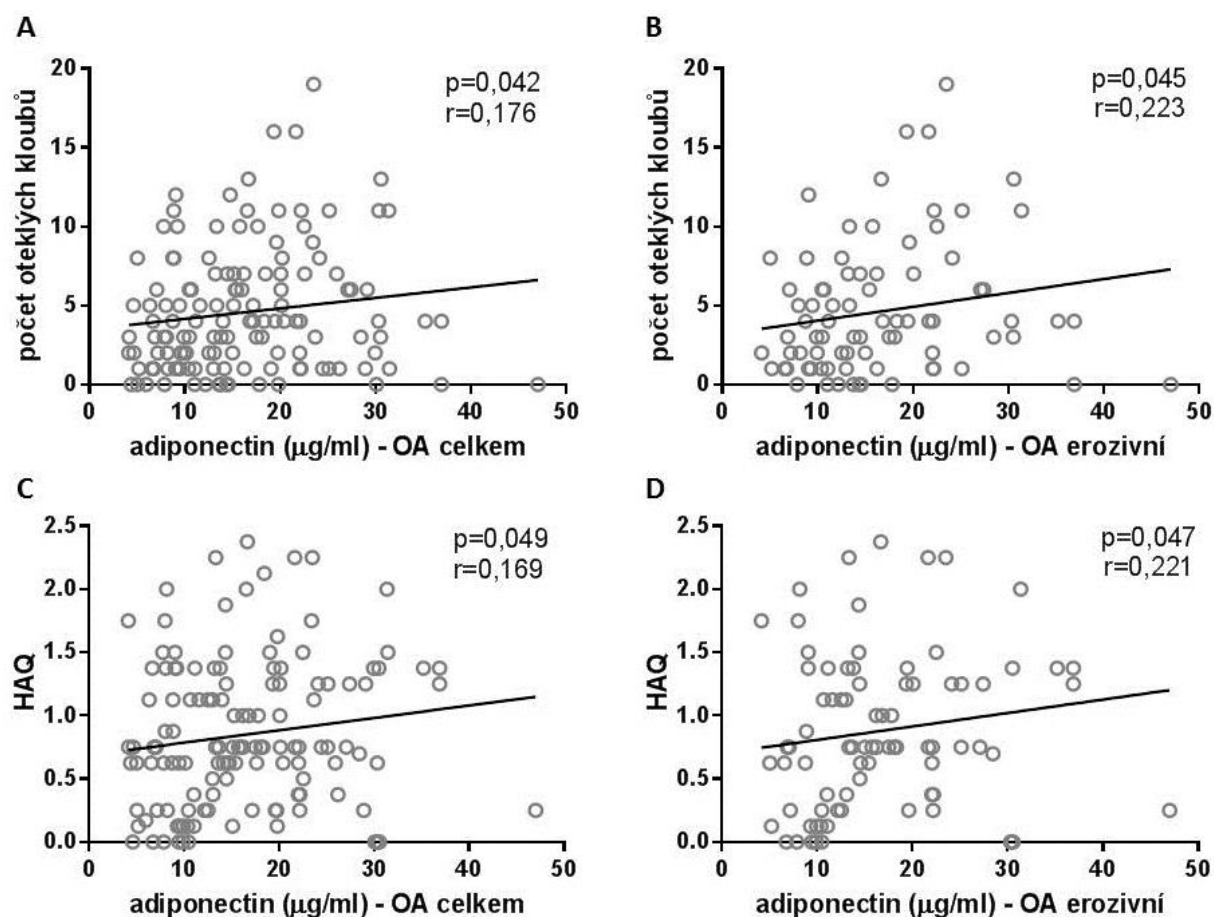 A
počet oteklých kloubů
20
15
10
5
0
p=0,042
r=0,176
0 10 20 30 40 50
adiponectin (µg/ml) - OA celkem
B
počet oteklých kloubů
20
15
10
5
0
p=0,045
r=0,223
0 10 20 30 40 50
adiponectin (µg/ml) - OA erozivní
C
HAQ
2.5
2.0
1.5
1.0
0.5
0.0
p=0,049
r=0,169
0 10 20 30 40 50
adiponectin (µg/ml) - OA celkem
D
HAQ
2.5
2.0
1.5
1.0
0.5
0.0
p=0,047
r=0,221
0 10 20 30 40 50
adiponectin (µg/ml) - OA erozivní